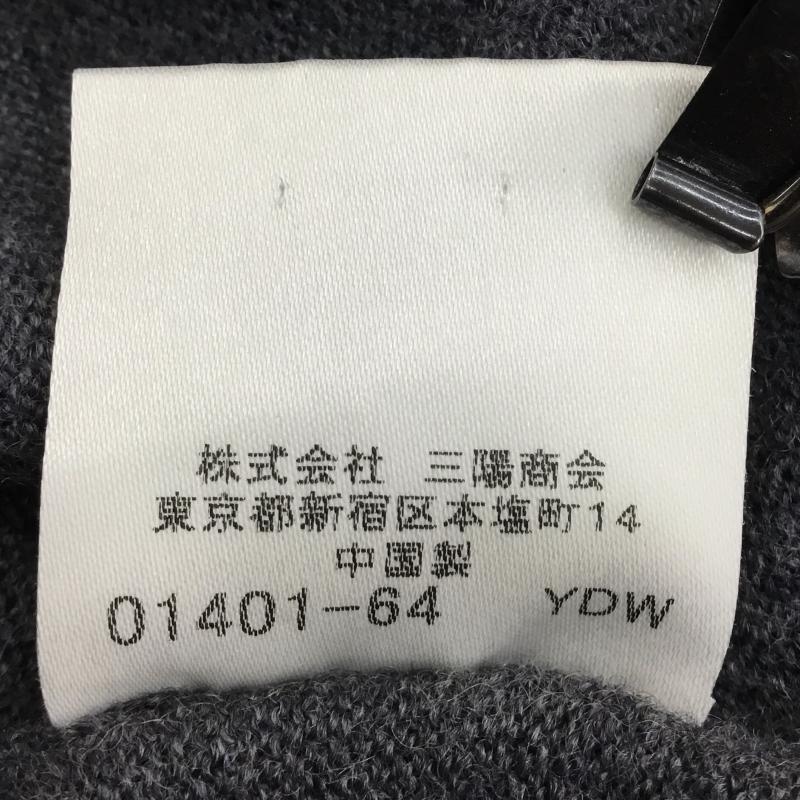 株式会社 三陽商会
東京都新宿区本塩町14
中国製
01401-64 YDW